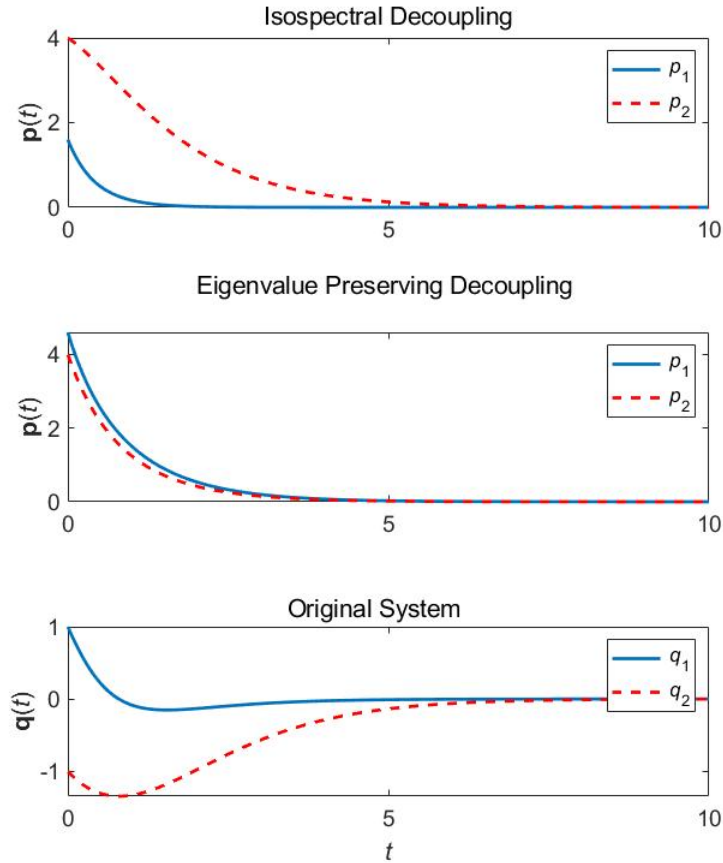 Isospectral Decoupling
4
2
0
p(t)
p1
p2
0 5 10
Eigenvalue Preserving Decoupling
4
2
0
p(t)
p1
p2
0 5 10
Original System
1
0
-1
q(t)
q1
q2
0 5 10
t